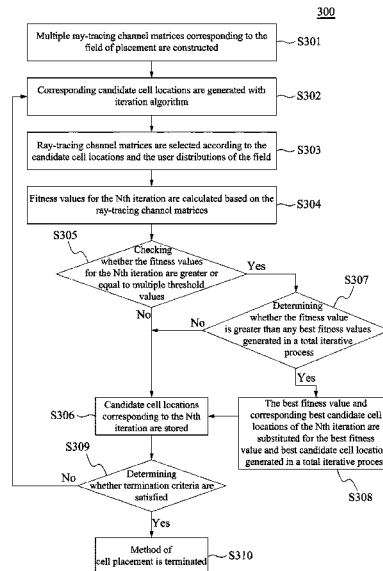 300
Multiple ray-tracing channel matrices corresponding to the
field of placement are constructed
S301
Corresponding candidate cell locations are generated with
iteration algorithm
S302
Ray-tracing channel matrices are selected according to the
candidate cell locations and the user distributions of the field
S303
Fitness values for the Nth iteration are calculated based on the
ray-tracing channel matrices
S304
S305
Checking
whether the fitness values
for the Nth iteration are greater or
equal to multiple threshold
values
Yes
No
S307
Determining
whether the fitness value
is greater than any best fitness values
generated in a total iterative
process
No
Yes
S306
Candidate cell locations
corresponding to the Nth
iteration are stored
The best fitness value and
corresponding best candidate cell
locations of the Nth iteration are
substituted for the best fitness
value and best candidate cell locations
generated in a total iterative process
S308
S309
Determining
whether termination criteria are
satisfied
No
Yes
Method of
cell placement is terminated
S310